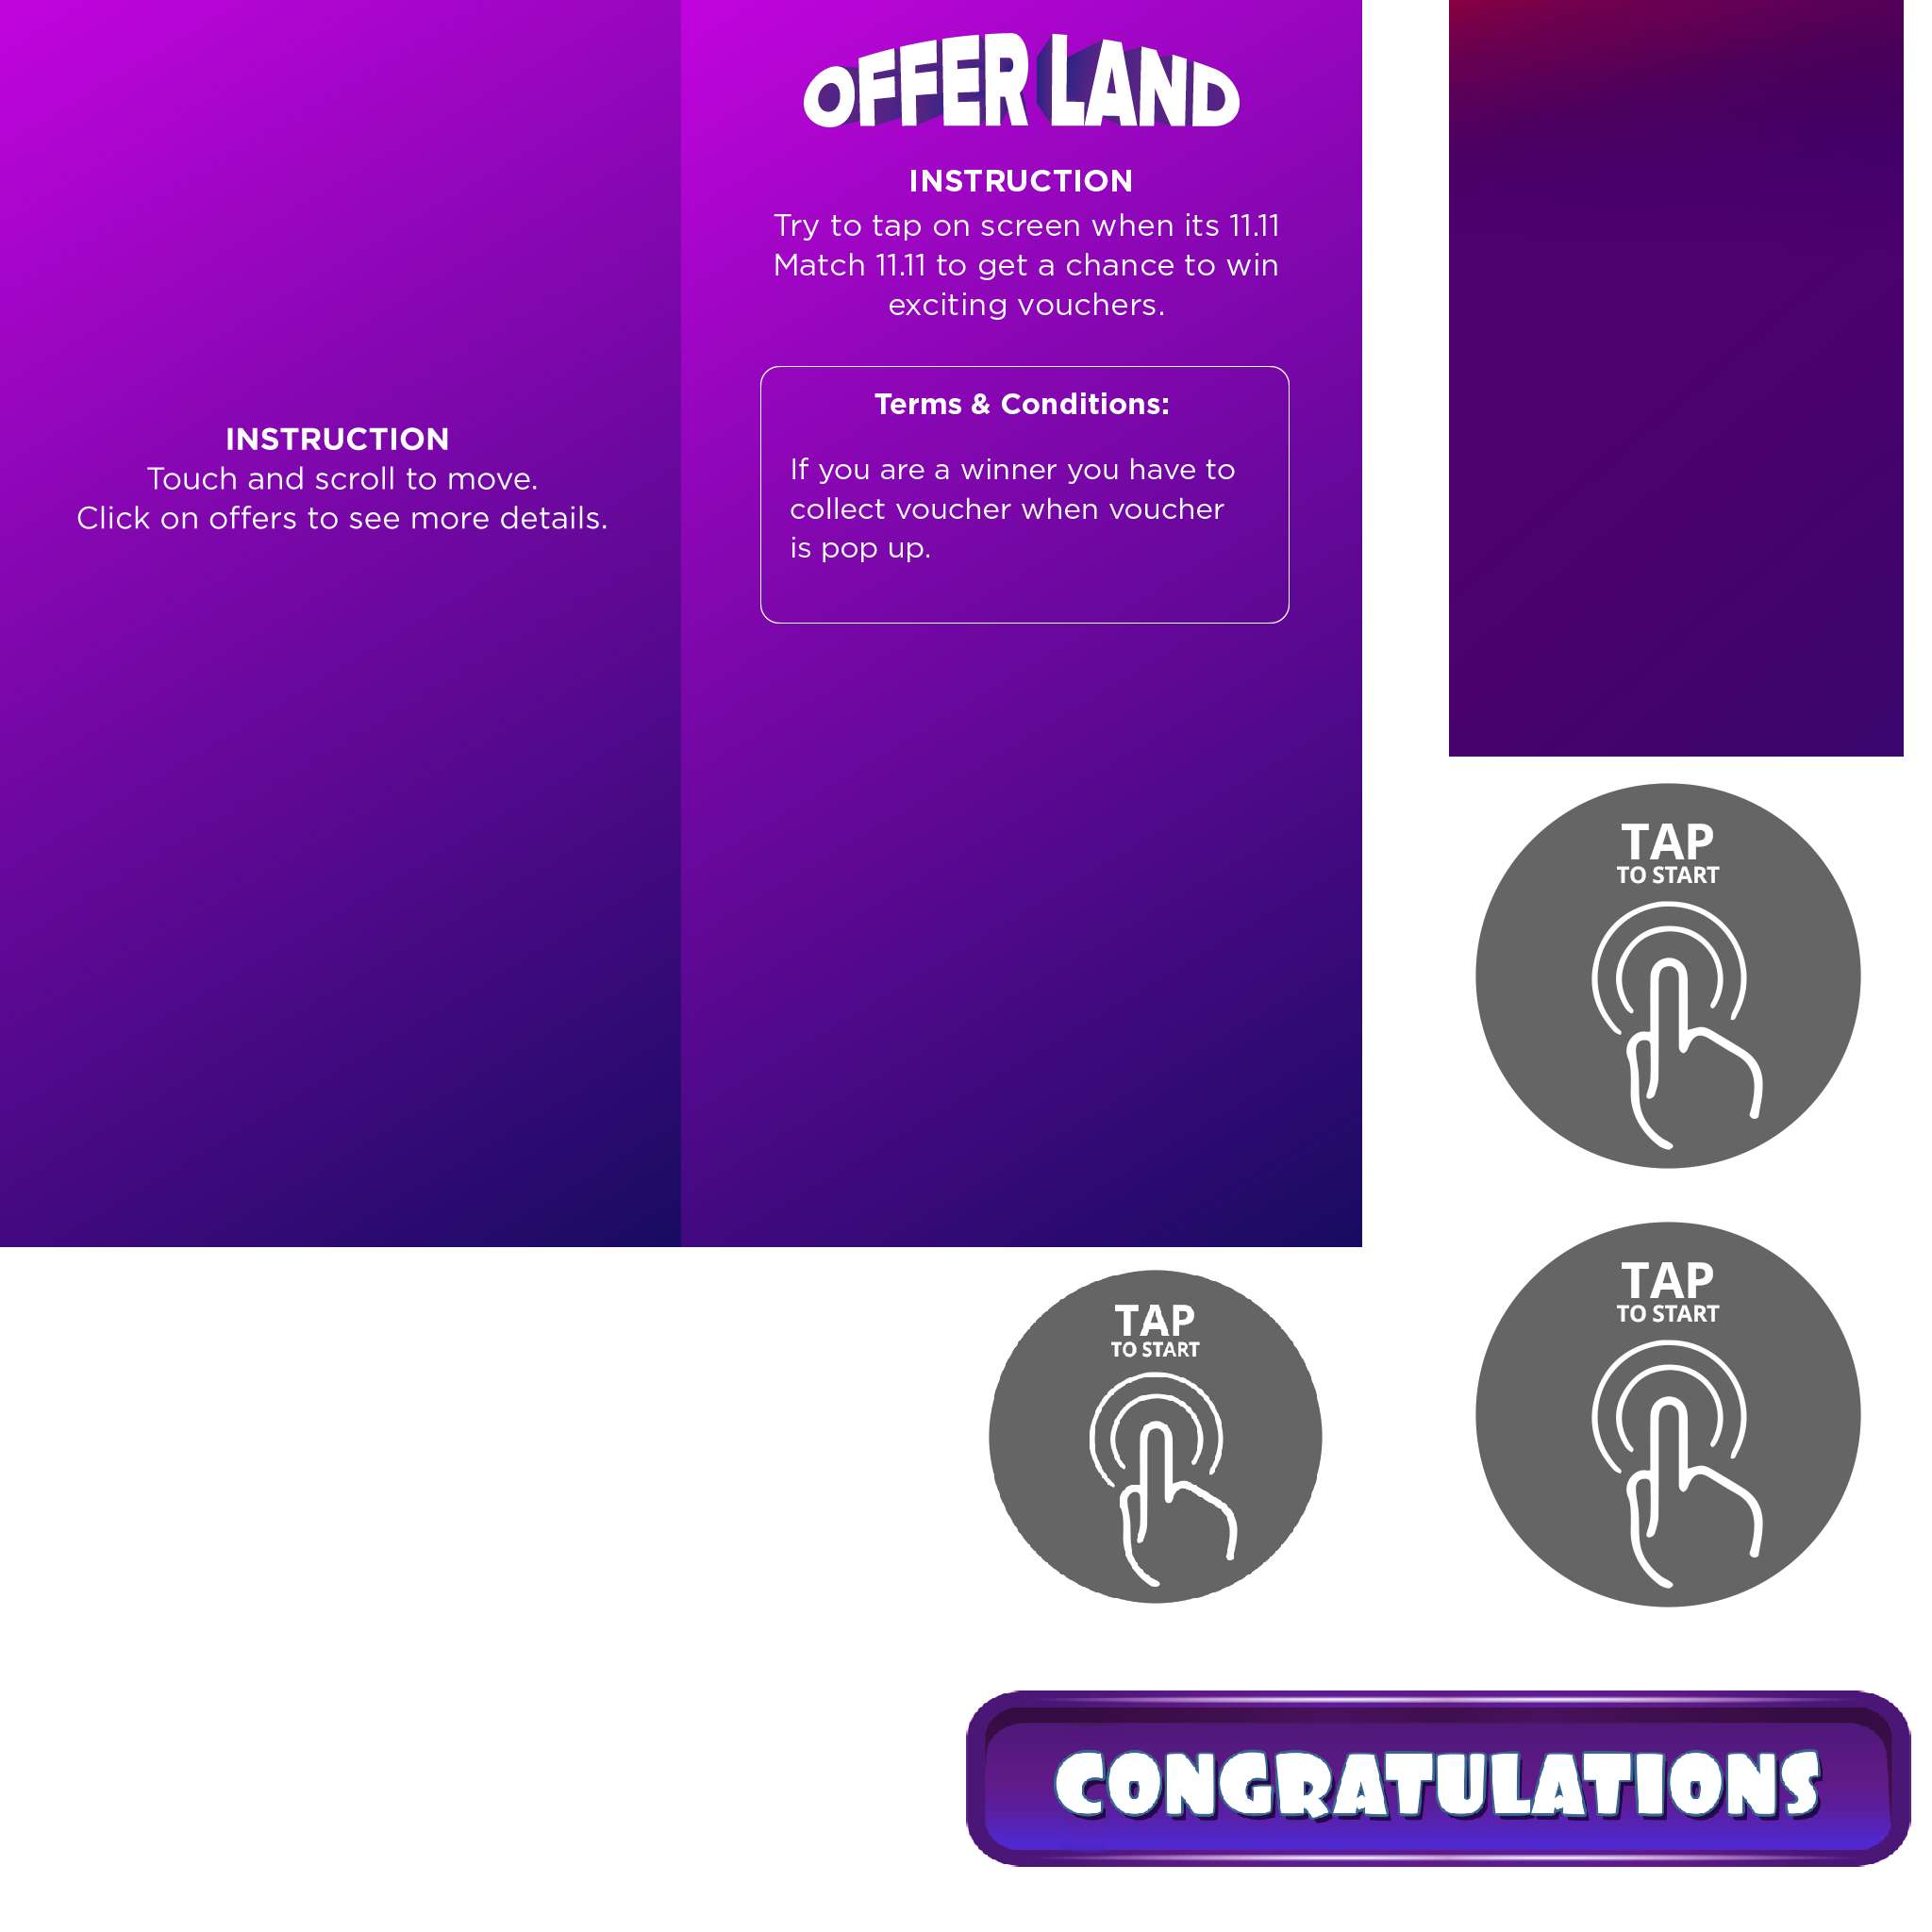 INSTRUCTION
Touch and scroll to move.
Click on offers to see more details.
OFFER LAND
INSTRUCTION
Try to tap on screen when its 11.11
Match 11.11 to get a chance to win
exciting vouchers.
Terms & Conditions:
If you are a winner you have to
collect voucher when voucher
is pop up.
TAP
TO START
TAP
TO START
TAP
TO START
CONGRATULATIONS